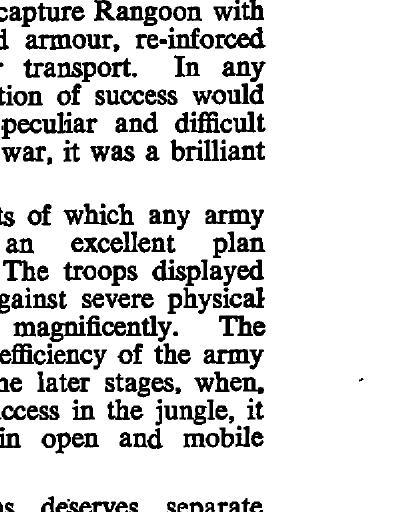 capture Rangoon with
armour, re-inforced
transport. In any
tion of success would
peculiar and difficult
war, it was a brilliant
ts of which any army
an excellent plan
The troops displayed
gainst severe physical
magnificently. The
efficiency of the army
he later stages, when,
ccess in the jungle, it
in open and mobile
ns deserves separate